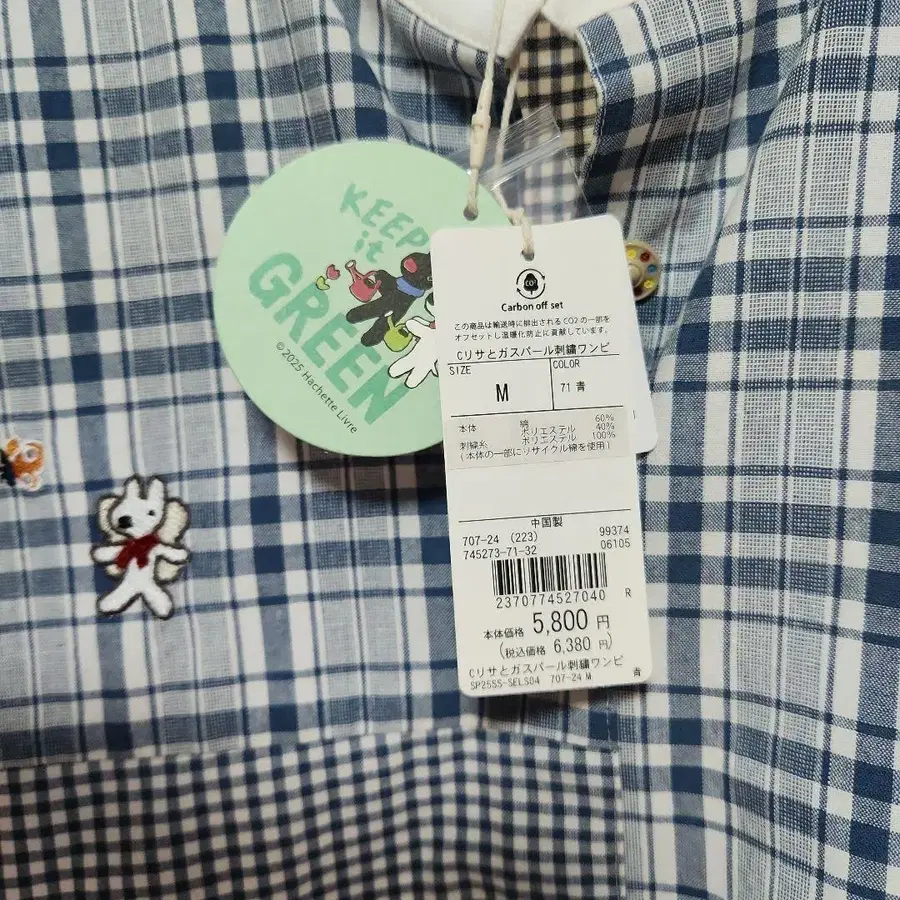 KEEP
it
GREEN
©2025 Hachette Livre
CO2
Carbon off set
この商品は輸送時に排出されるCO2の一部を
オフセットし温暖化防止に貢献しています。
Cリサとガスパール刺繍ワンピ
SIZE
M
COLOR
71 青
本体 綿 60%
ポリエステル 40%
刺繍糸 ポリエステル 100%
(本体の一部にリサイクル綿を使用)
中国製
707-24 (223) 99374
745273-71-32 06105
2370774527040 R
本体価格 5,800 円
(税込価格 6,380 円)
Cリサとガスパール刺繍ワンピ
SP25SS-SELS04 707-24 M 青